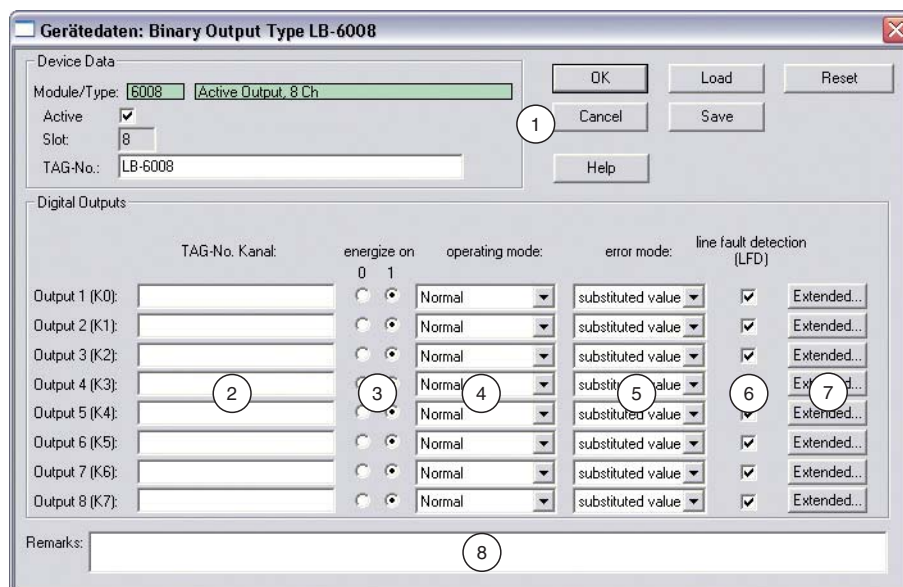 Gerätedaten: Binary Output Type LB-6008
Device Data
Module/Type: 6008 Active Output, 8 Ch
Active
Slot: 8
TAG-No.: LB-6008
OK Load Reset
1 Cancel Save
Help
Digital Outputs
TAG-No. Kanal: energize on operating mode: error mode: line fault detection
(LFD)
0 1
Output 1 (K0): Normal substituted value Extended...
Output 2 (K1): Normal substituted value Extended...
Output 3 (K2): Normal substituted value Extended...
Output 4 (K3): Normal substituted value Extended...
2 3 4 5 6 7
Output 5 (K4): Normal substituted value Extended...
Output 6 (K5): Normal substituted value Extended...
Output 7 (K6): Normal substituted value Extended...
Output 8 (K7): Normal substituted value Extended...
Remarks: 8